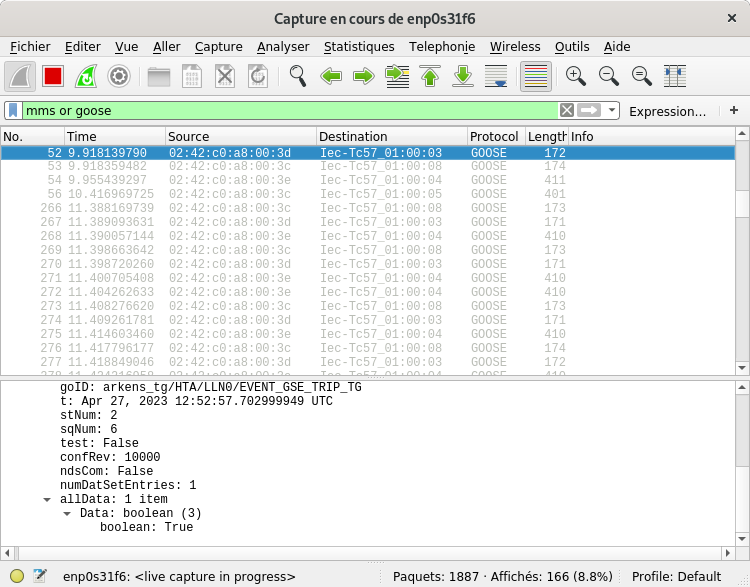 Capture en cours de enp0s31f6
Fichier Editer Vue Aller Capture Analyser Statistiques Telephonie Wireless Outils Aide
mms or goose Expression… +
No. Time Source Destination Protocol Length Info
52 9.918139790 02:42:c0:a8:00:3d Iec-Tc57_01:00:03 GOOSE 172
53 9.918359482 02:42:c0:a8:00:3c Iec-Tc57_01:00:08 GOOSE 174
54 9.955439297 02:42:c0:a8:00:3e Iec-Tc57_01:00:04 GOOSE 411
56 10.416969725 02:42:c0:a8:00:3c Iec-Tc57_01:00:05 GOOSE 401
266 11.388169739 02:42:c0:a8:00:3c Iec-Tc57_01:00:08 GOOSE 173
267 11.389093631 02:42:c0:a8:00:3d Iec-Tc57_01:00:03 GOOSE 171
268 11.390057144 02:42:c0:a8:00:3e Iec-Tc57_01:00:04 GOOSE 410
269 11.398663642 02:42:c0:a8:00:3c Iec-Tc57_01:00:08 GOOSE 173
270 11.398720260 02:42:c0:a8:00:3d Iec-Tc57_01:00:03 GOOSE 171
271 11.400705408 02:42:c0:a8:00:3e Iec-Tc57_01:00:04 GOOSE 410
272 11.404262633 02:42:c0:a8:00:3e Iec-Tc57_01:00:04 GOOSE 410
273 11.408276620 02:42:c0:a8:00:3c Iec-Tc57_01:00:08 GOOSE 173
274 11.409261781 02:42:c0:a8:00:3d Iec-Tc57_01:00:03 GOOSE 171
275 11.414603460 02:42:c0:a8:00:3e Iec-Tc57_01:00:04 GOOSE 410
276 11.417796177 02:42:c0:a8:00:3c Iec-Tc57_01:00:08 GOOSE 174
277 11.418849046 02:42:c0:a8:00:3d Iec-Tc57_01:00:03 GOOSE 172
goID: arkens_tg/HTA/LLN0/EVENT_GSE_TRIP_TG
t: Apr 27, 2023 12:52:57.702999949 UTC
stNum: 2
sqNum: 6
test: False
confRev: 10000
ndsCom: False
numDatSetEntries: 1
allData: 1 item
Data: boolean (3)
boolean: True
enp0s31f6: <live capture in progress> Paquets: 1887 · Affichés: 166 (8.8%) Profile: Default